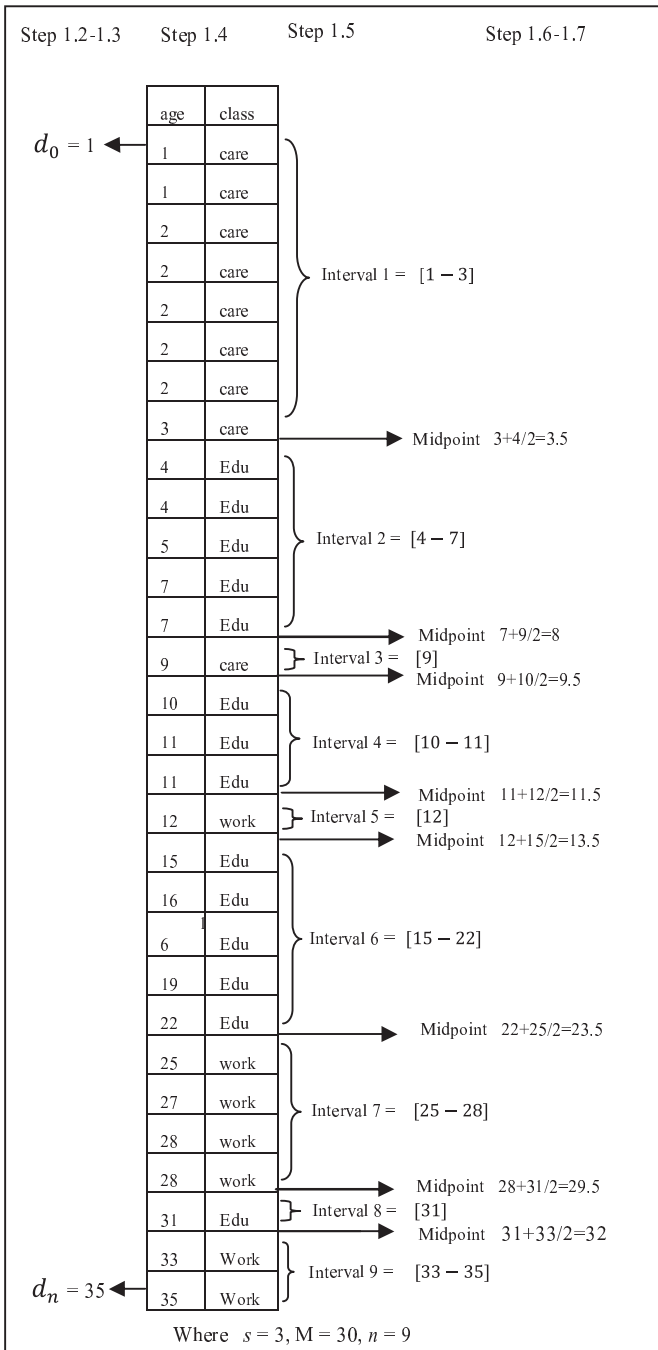 Step 1.2-1.3 Step 1.4 Step 1.5 Step 1.6-1.7
age class
d₀ = 1
1 care
1 care
2 care
2 care
2 care
2 care
2 care
3 care
Interval 1 = [1 − 3]
Midpoint 3+4/2=3.5
4 Edu
4 Edu
5 Edu
7 Edu
7 Edu
Interval 2 = [4 − 7]
Midpoint 7+9/2=8
9 care
Interval 3 = [9]
Midpoint 9+10/2=9.5
10 Edu
11 Edu
11 Edu
Interval 4 = [10 − 11]
Midpoint 11+12/2=11.5
12 work
Interval 5 = [12]
Midpoint 12+15/2=13.5
15 Edu
16 Edu
1
6 Edu
19 Edu
22 Edu
Interval 6 = [15 − 22]
Midpoint 22+25/2=23.5
25 work
27 work
28 work
28 work
Interval 7 = [25 − 28]
Midpoint 28+31/2=29.5
31 Edu
Interval 8 = [31]
Midpoint 31+33/2=32
33 Work
35 Work
Interval 9 = [33 − 35]
dₙ = 35
Where s = 3, M = 30, n = 9